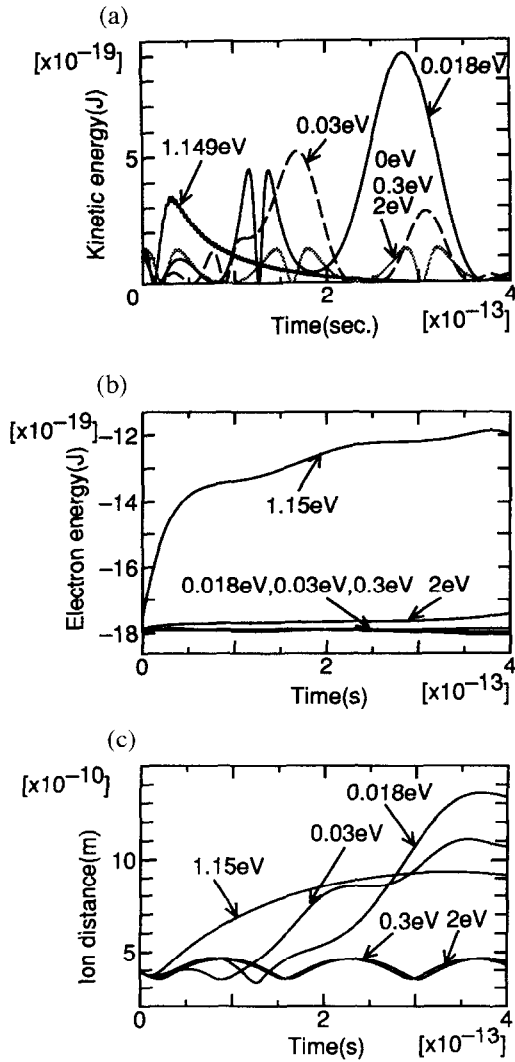 (a)
[x10−19]
0.018eV
0.03eV
1.149eV
0eV
0.3eV
2eV
Kinetic energy(J)
5
0
0 2 4
Time(sec.) [x10−13]
(b)
[x10−19]
−12
1.15eV
−14
Electron energy(J)
−16
0.018eV,0.03eV,0.3eV 2eV
−18
0 2 4
Time(s) [x10−13]
(c)
[x10−10]
0.018eV
0.03eV
1.15eV
10
Ion distance(m)
0.3eV 2eV
5
0 2 4
Time(s) [x10−13]